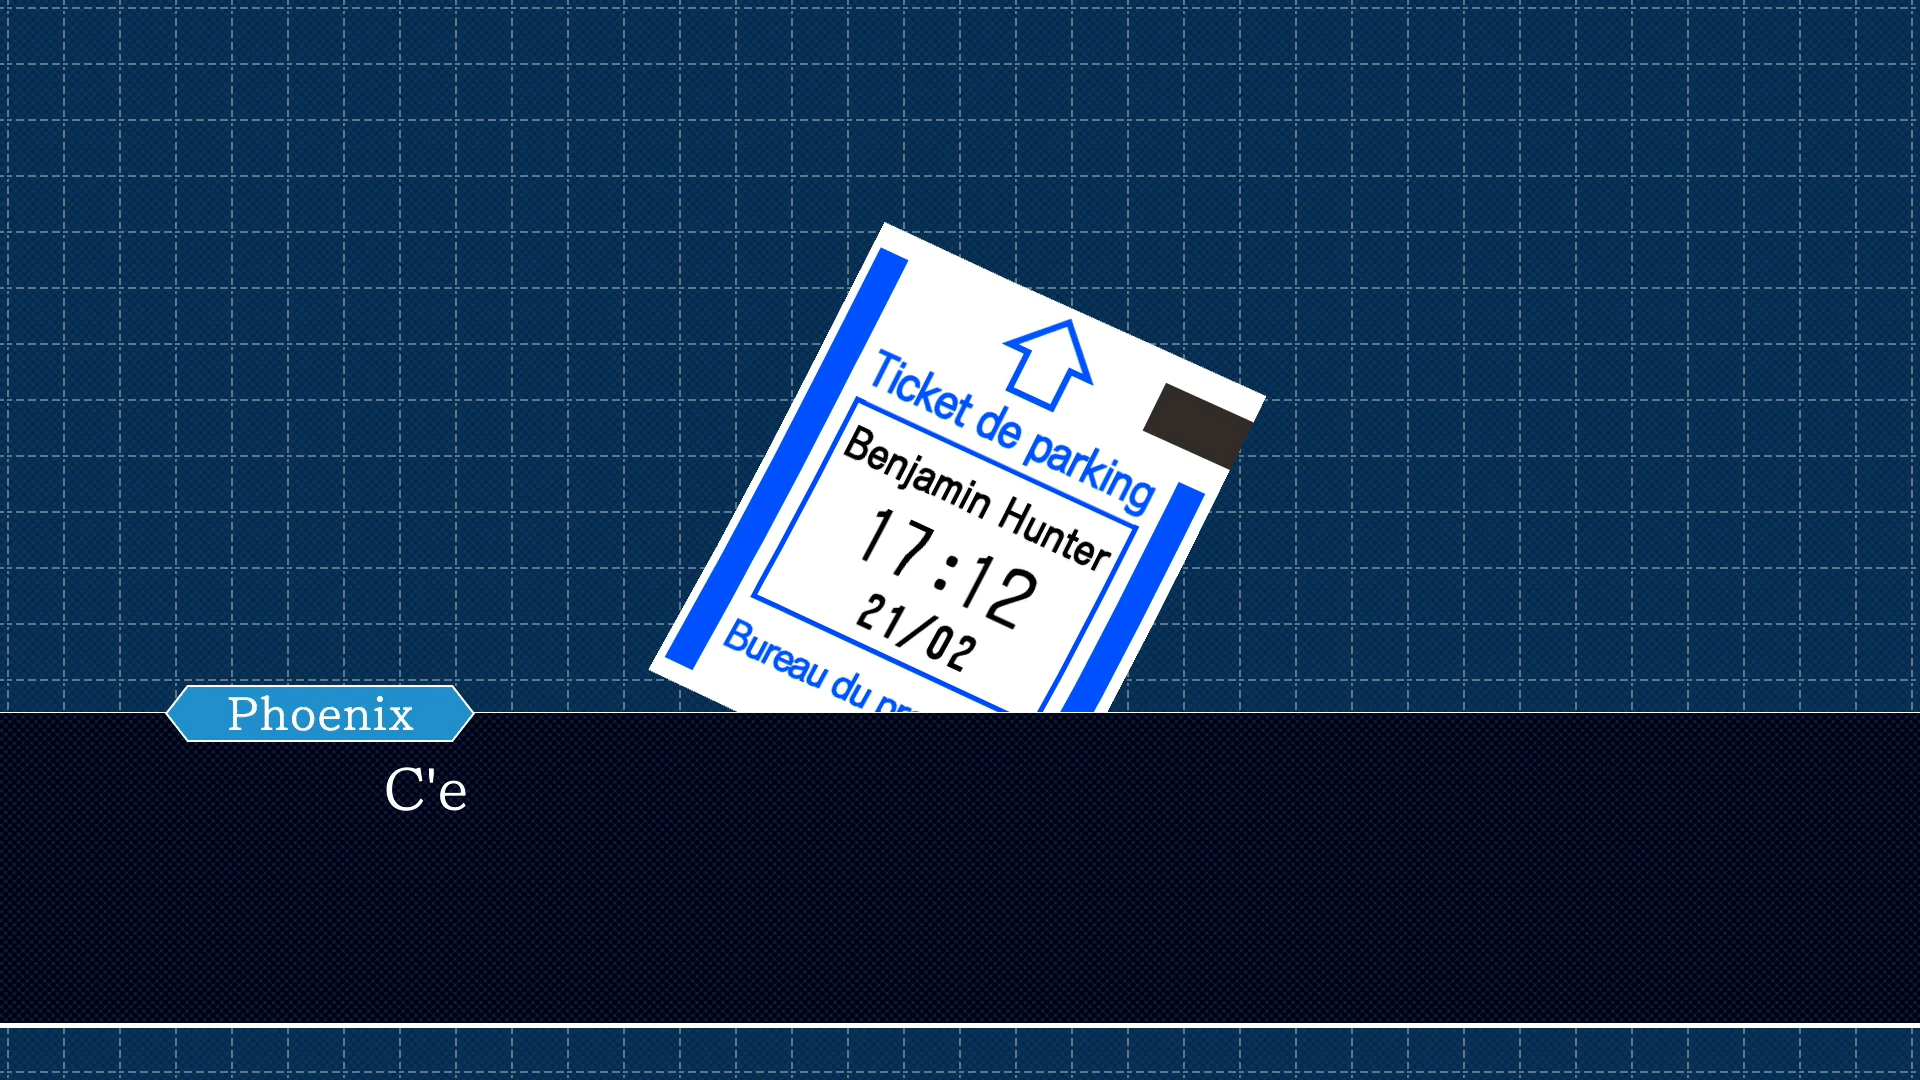 Ticket de parking
Benjamin Hunter
17:12
21/02
Bureau du
Phoenix
C'e